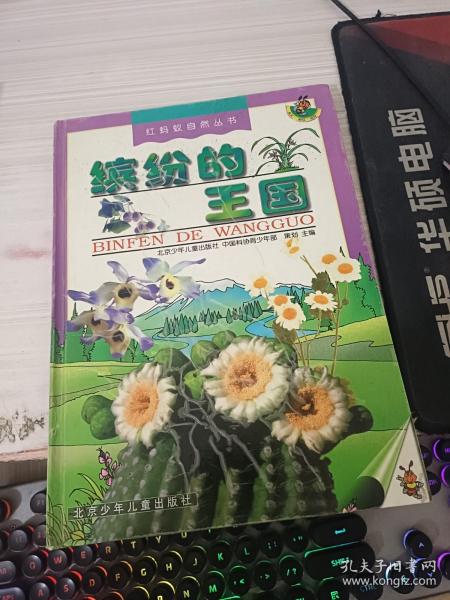 红蚂蚁自然丛书
缤纷的
王国
BINFEN DE WANGGUO
北京少年儿童出版社 中国科协青少年部 策划 主编
北京少年儿童出版社
华硕电脑
SHIFT
孔夫子旧书网
www.kongfz.com